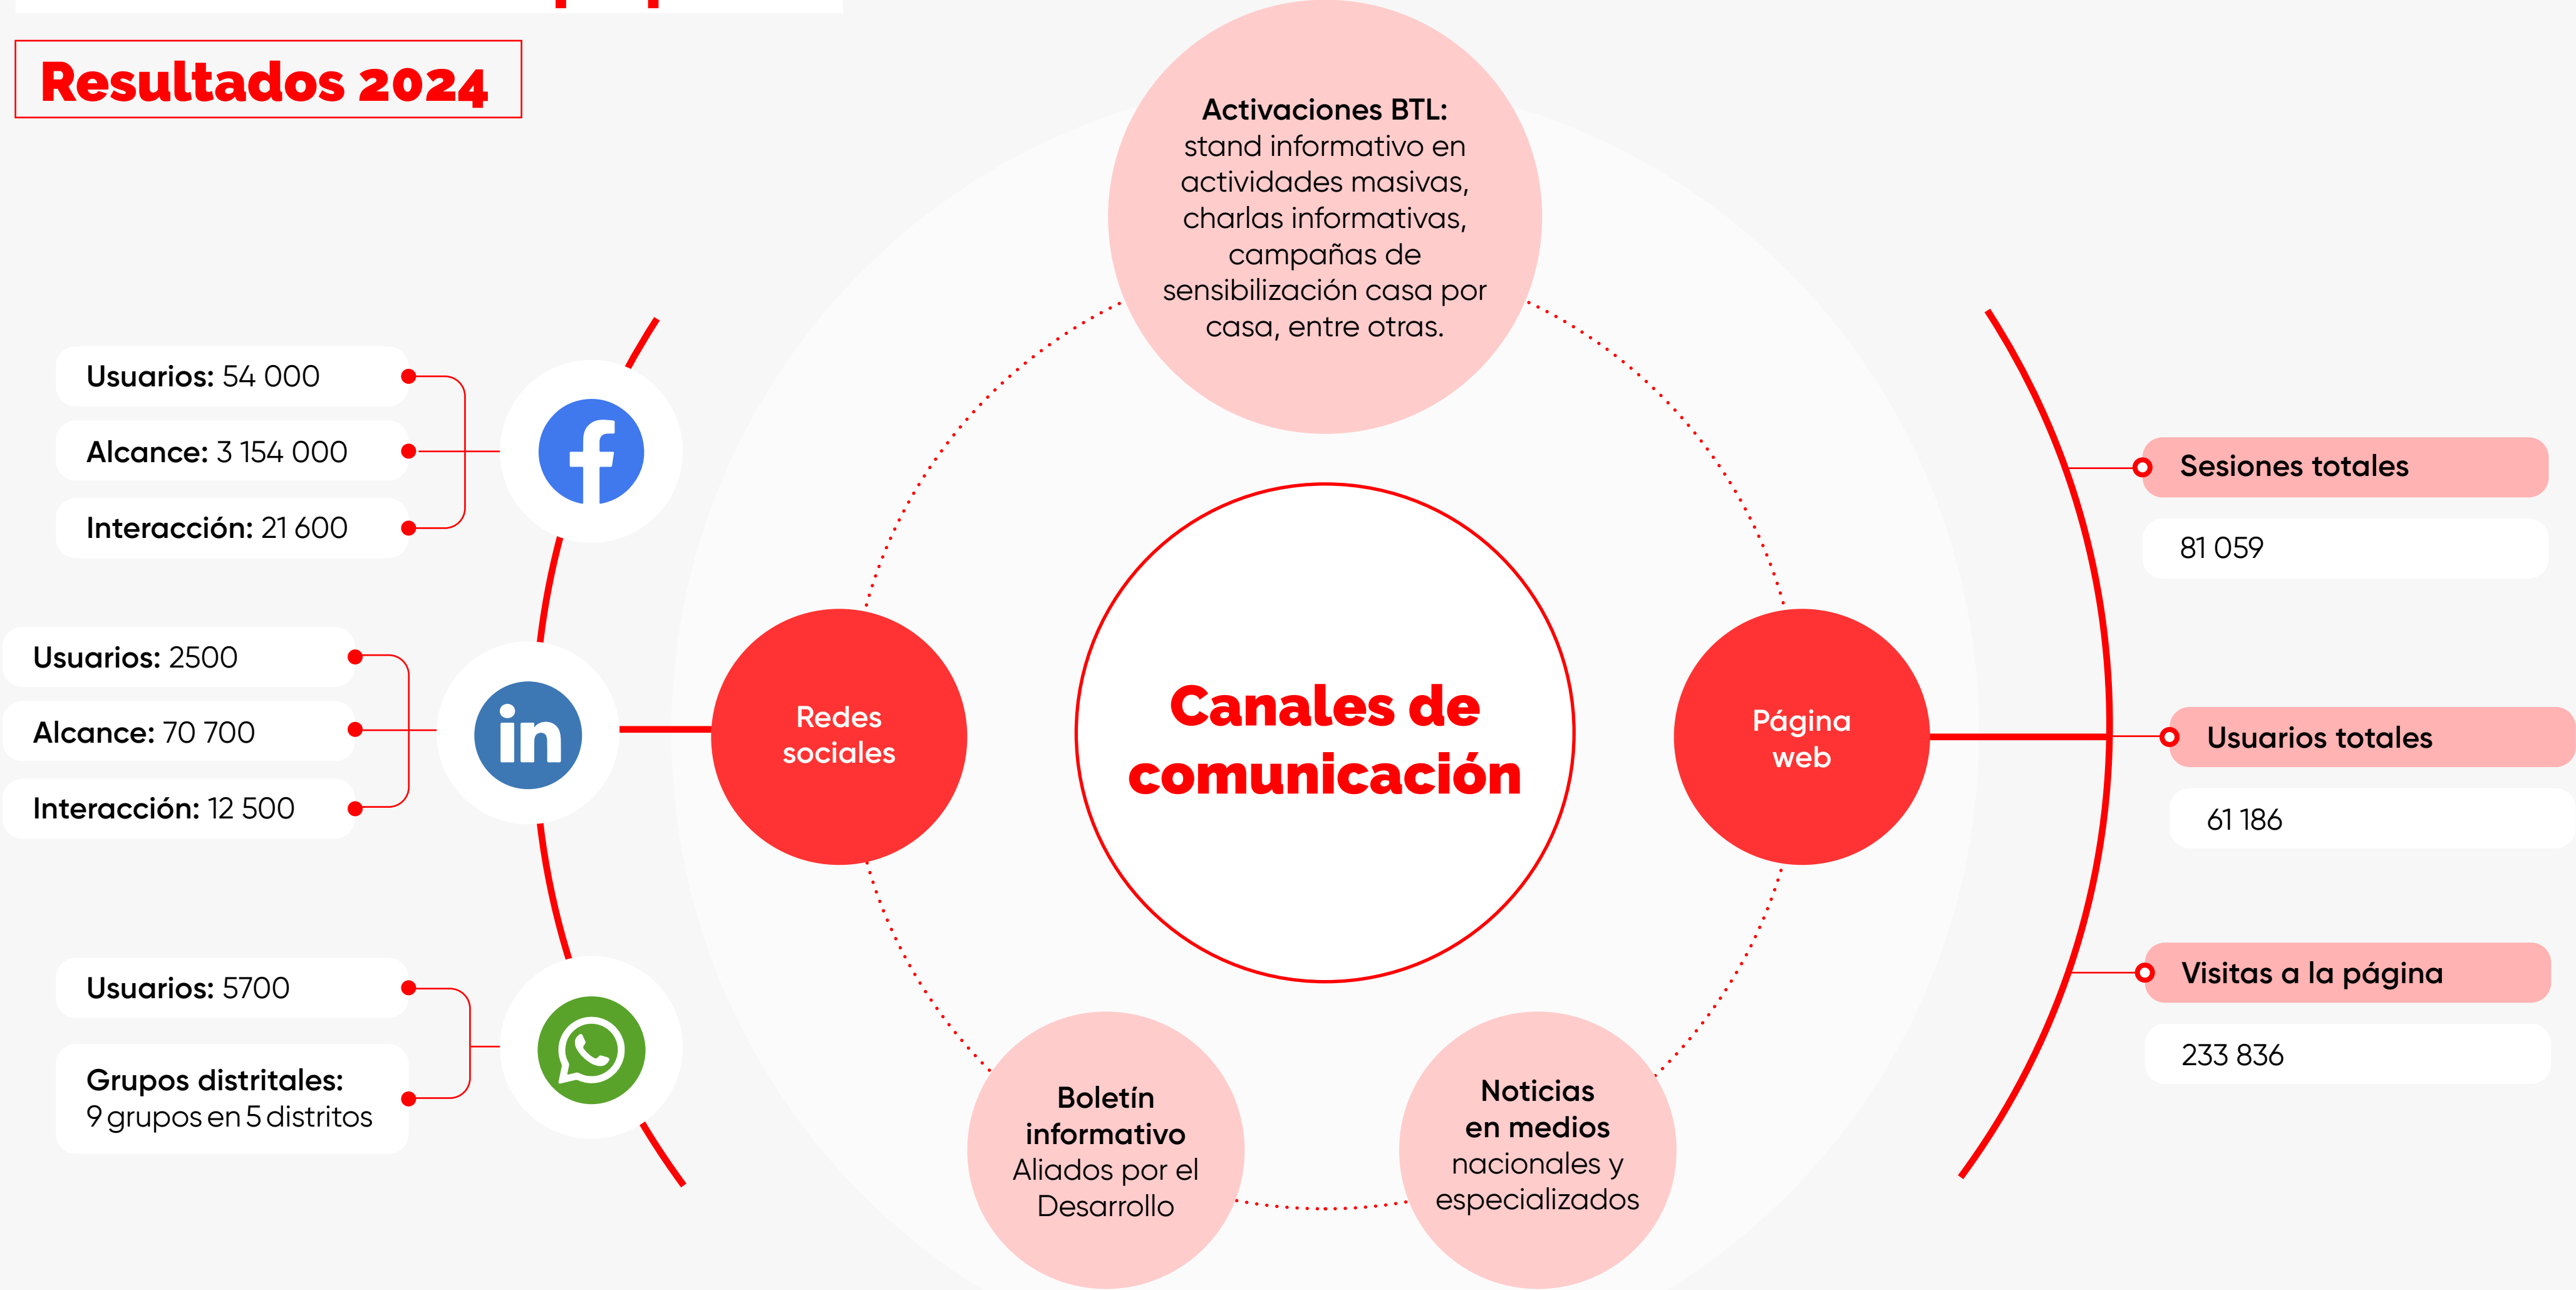 Resultados 2024
Activaciones BTL:
stand informativo en
actividades masivas,
charlas informativas,
campañas de
sensibilización casa por
casa, entre otras.
Usuarios: 54 000
Alcance: 3 154 000
Interacción: 21 600
Usuarios: 2500
Alcance: 70 700
Interacción: 12 500
Usuarios: 5700
Grupos distritales:
9 grupos en 5 distritos
in
Redes
sociales
Canales de
comunicación
Página
web
Boletín
informativo
Aliados por el
Desarrollo
Noticias
en medios
nacionales y
especializados
Sesiones totales
81 059
Usuarios totales
61 186
Visitas a la página
233 836